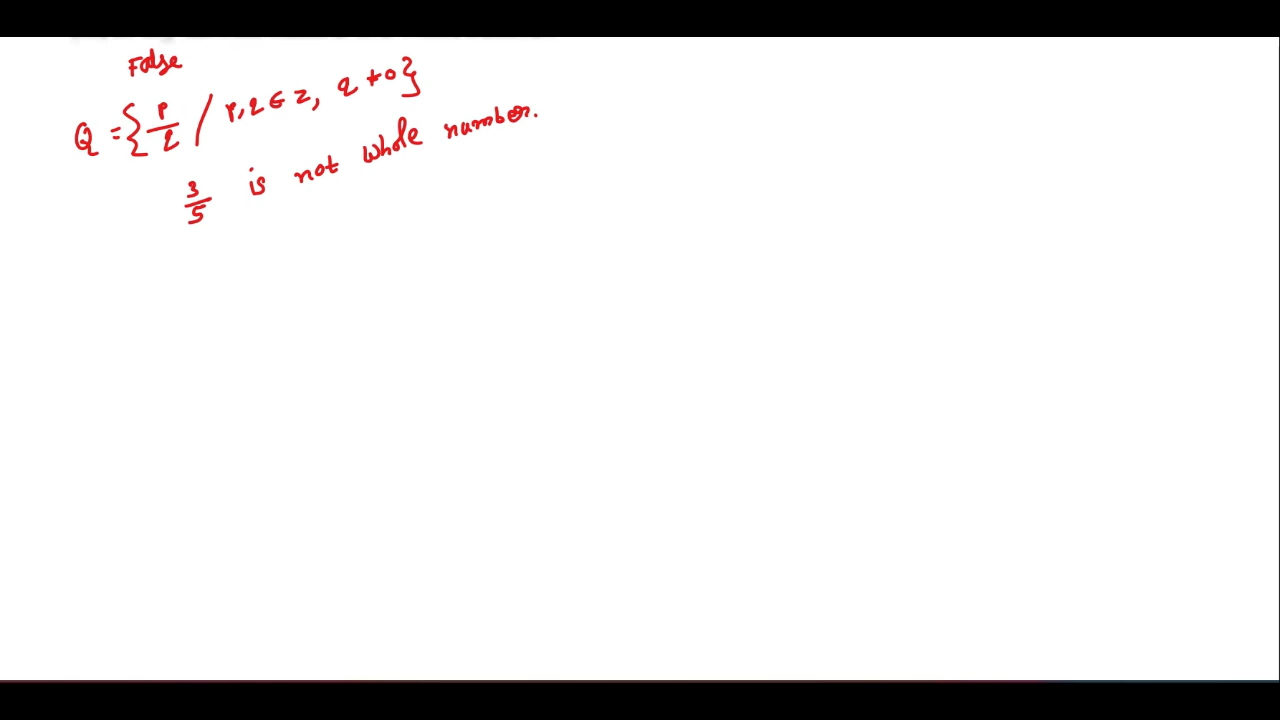 False
Q = { p/q / p, q ∈ z, q ≠ 0 }
3/5 is not whole number.